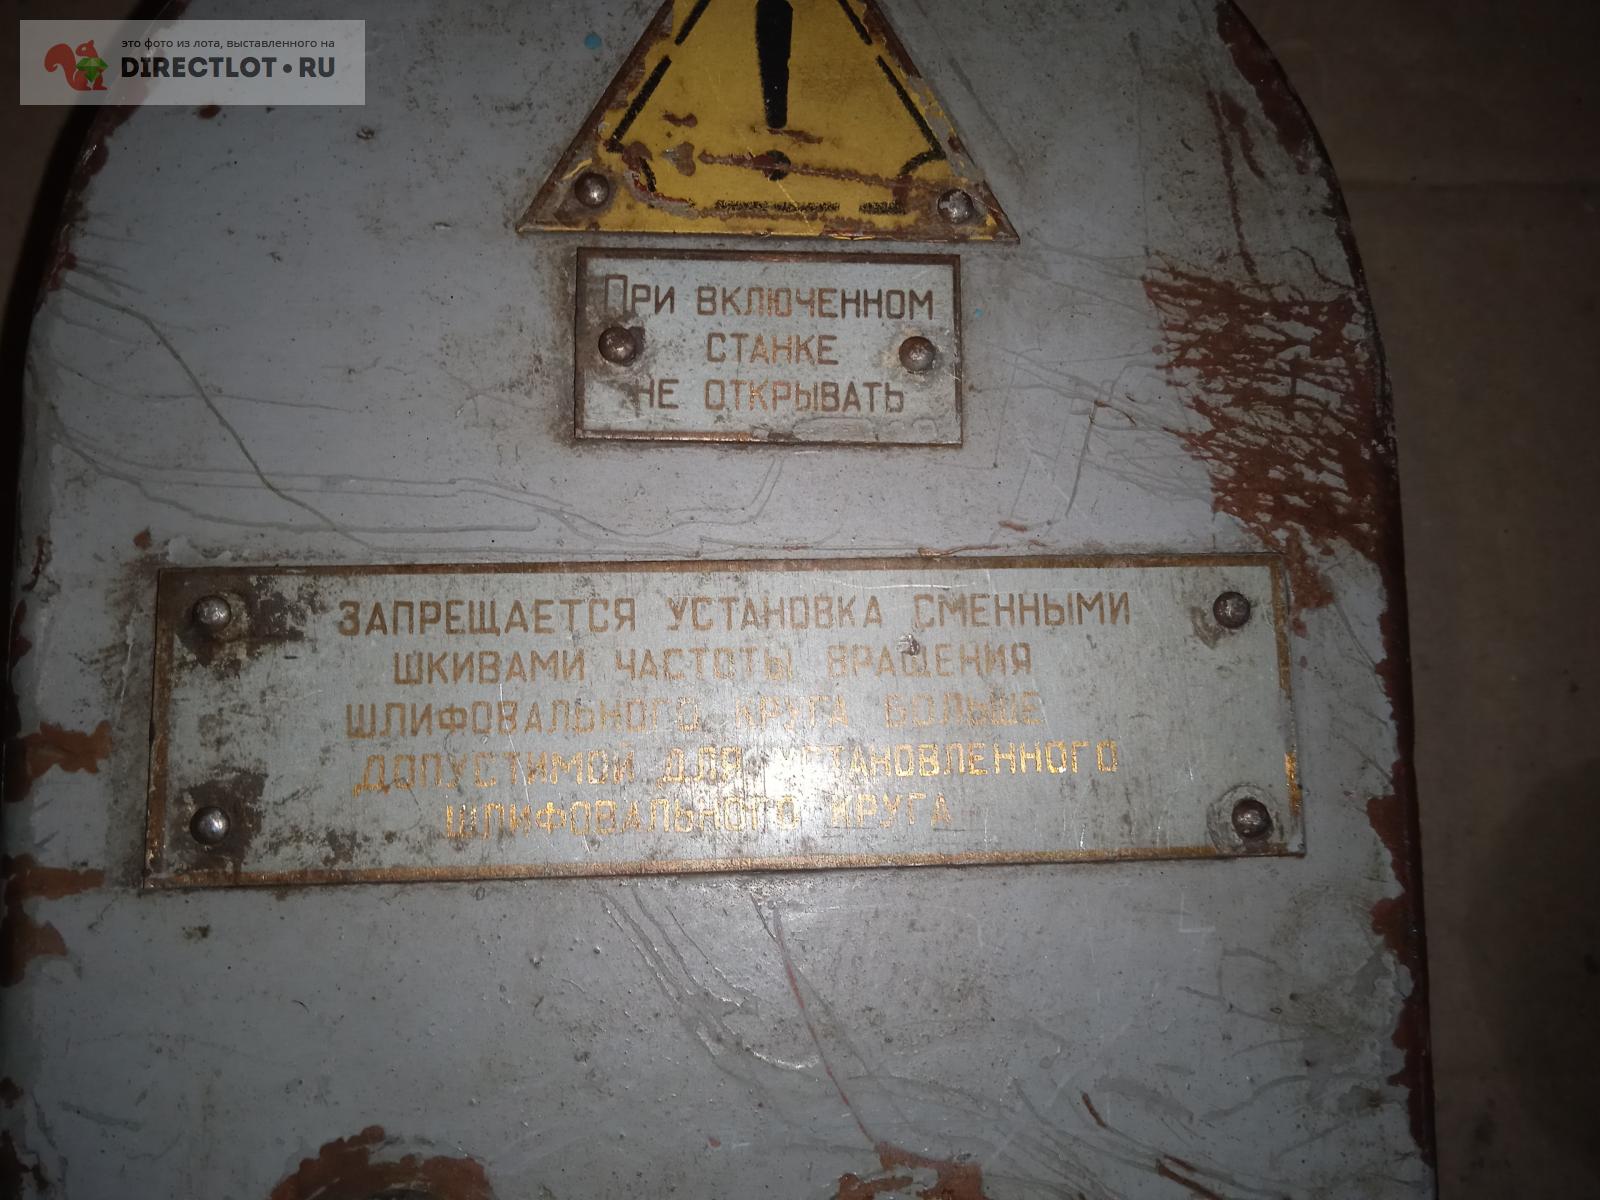 это фото из лота, выставленного на
DIRECTLOT.RU
При включенном
станке
не открывать
ЗАПРЕЩАЕТСЯ УСТАНОВКА СМЕННЫМИ
ШКИВАМИ ЧАСТОТЫ ВРАЩЕНИЯ
ШЛИФОВАЛЬНОГО КРУГА БОЛЬШЕ
ДОПУСТИМОЙ ДЛЯ УСТАНОВЛЕННОГО
ШЛИФОВАЛЬНОГО КРУГА